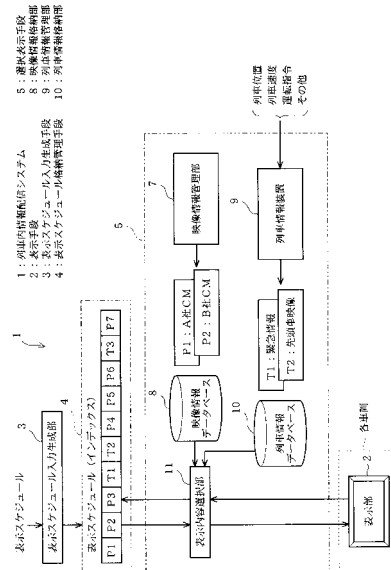 1：列車内情報配信システム
2：表示手段
3：表示スケジュール入力生成手段
4：表示スケジュール格納管理手段
5：選択表示手段
8：映像情報格納部
9：列車情報管理部
10：列車情報格納部
1
表示スケジュール
3
表示スケジュール入力生成部
4
表示スケジュール（インデックス）
P1 P2 P3 T1 T2 P4 P5 P6 T3 P7
5
11
表示内容選択部
8
映像情報
データベース
P1：A社CM
P2：B社CM
7
映像情報管理部
10
列車情報
データベース
T1：緊急情報
T2：先頭車映像
9
列車情報装置
列車位置
列車速度
運転指令
その他
2
各車両
表示部